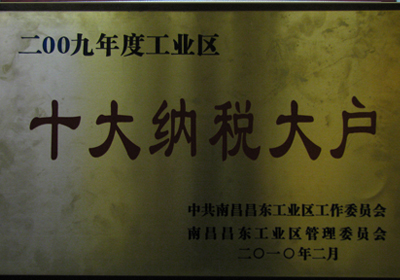 二00九年度工业区
十大纳税大户
中共南昌昌东工业区工作委员会
南昌昌东工业区管理委员会
二〇一〇年二月